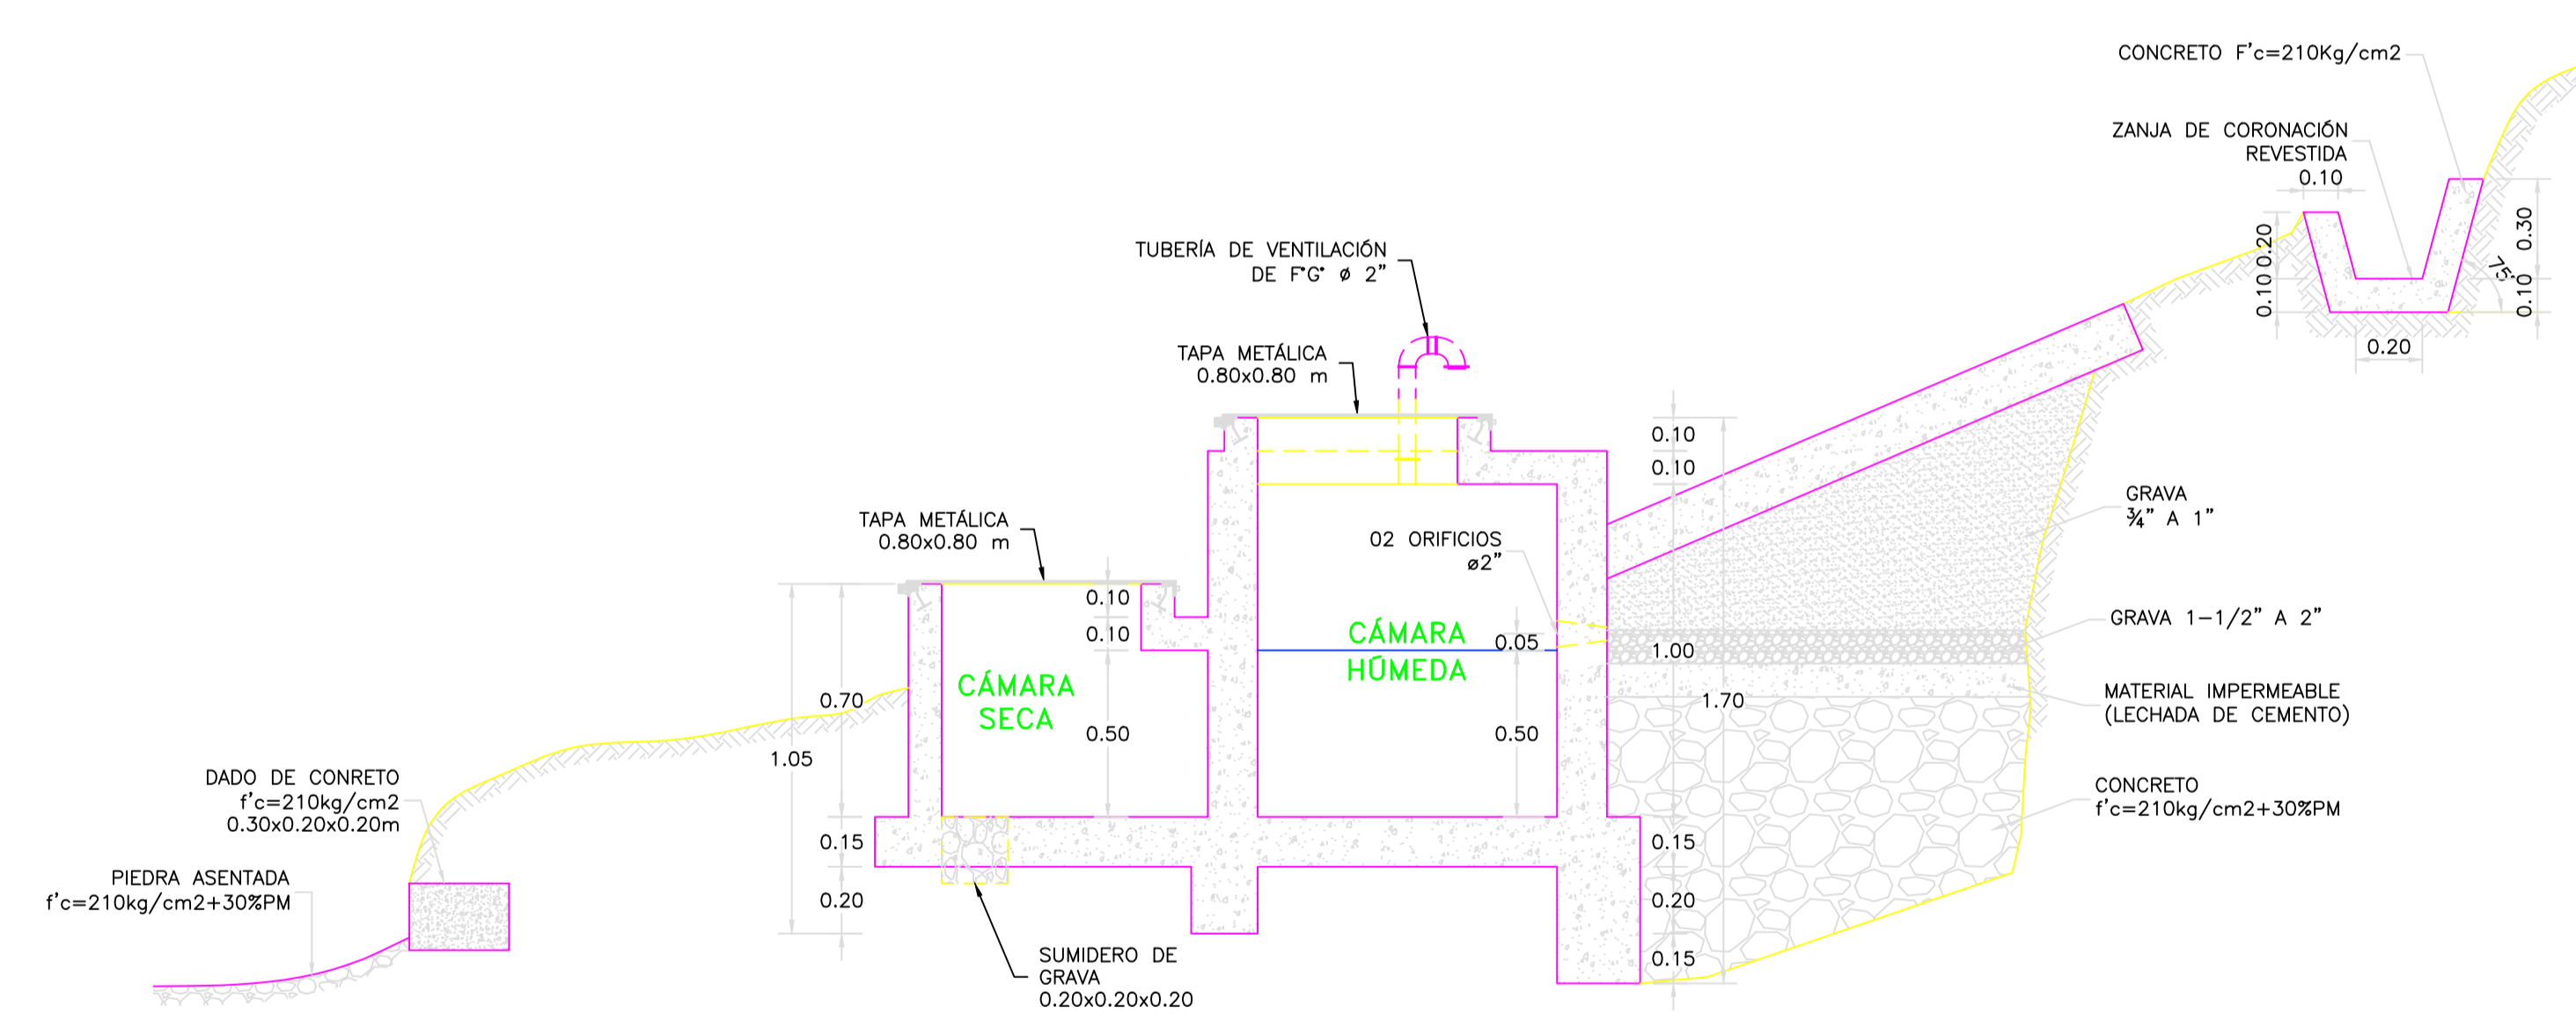 CONCRETO F'c=210Kg/cm2
ZANJA DE CORONACIÓN
REVESTIDA
0.10
0.20
0.10
0.30
75°
0.10
0.20
TUBERÍA DE VENTILACIÓN
DE F°G° ø 2"
TAPA METÁLICA
0.80x0.80 m
0.10
0.10
TAPA METÁLICA
0.80x0.80 m
02 ORIFICIOS
ø2"
GRAVA
¾" A 1"
0.10
0.10
CÁMARA
HÚMEDA
0.05
1.00
GRAVA 1-1/2" A 2"
CÁMARA
SECA
0.70
0.50
0.50
1.70
MATERIAL IMPERMEABLE
(LECHADA DE CEMENTO)
1.05
DADO DE CONRETO
f'c=210kg/cm2
0.30x0.20x0.20m
CONCRETO
f'c=210kg/cm2+30%PM
0.15
0.15
PIEDRA ASENTADA
f'c=210kg/cm2+30%PM
0.20
0.20
0.15
SUMIDERO DE
GRAVA
0.20x0.20x0.20